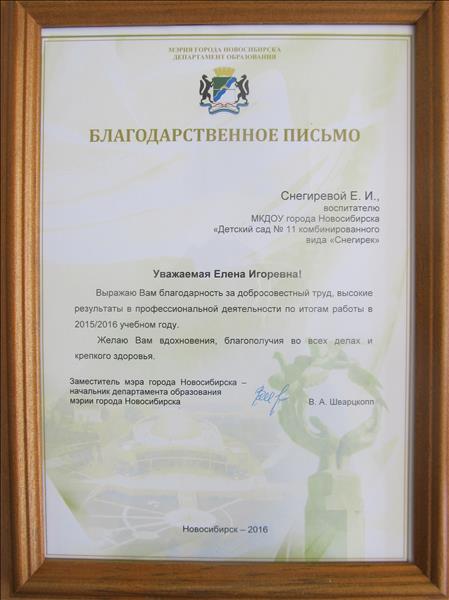 МЭРИЯ ГОРОДА НОВОСИБИРСКА
ДЕПАРТАМЕНТ ОБРАЗОВАНИЯ
БЛАГОДАРСТВЕННОЕ ПИСЬМО
Снегиревой Е. И.,
воспитателю
МКДОУ города Новосибирска
«Детский сад № 11 комбинированного
вида «Снегирек»
Уважаемая Елена Игоревна!
Выражаю Вам благодарность за добросовестный труд, высокие
результаты в профессиональной деятельности по итогам работы в
2015/2016 учебном году.
Желаю Вам вдохновения, благополучия во всех делах и
крепкого здоровья.
Заместитель мэра города Новосибирска –
начальник департамента образования
мэрии города Новосибирска
В. А. Шварцкопп
Новосибирск – 2016